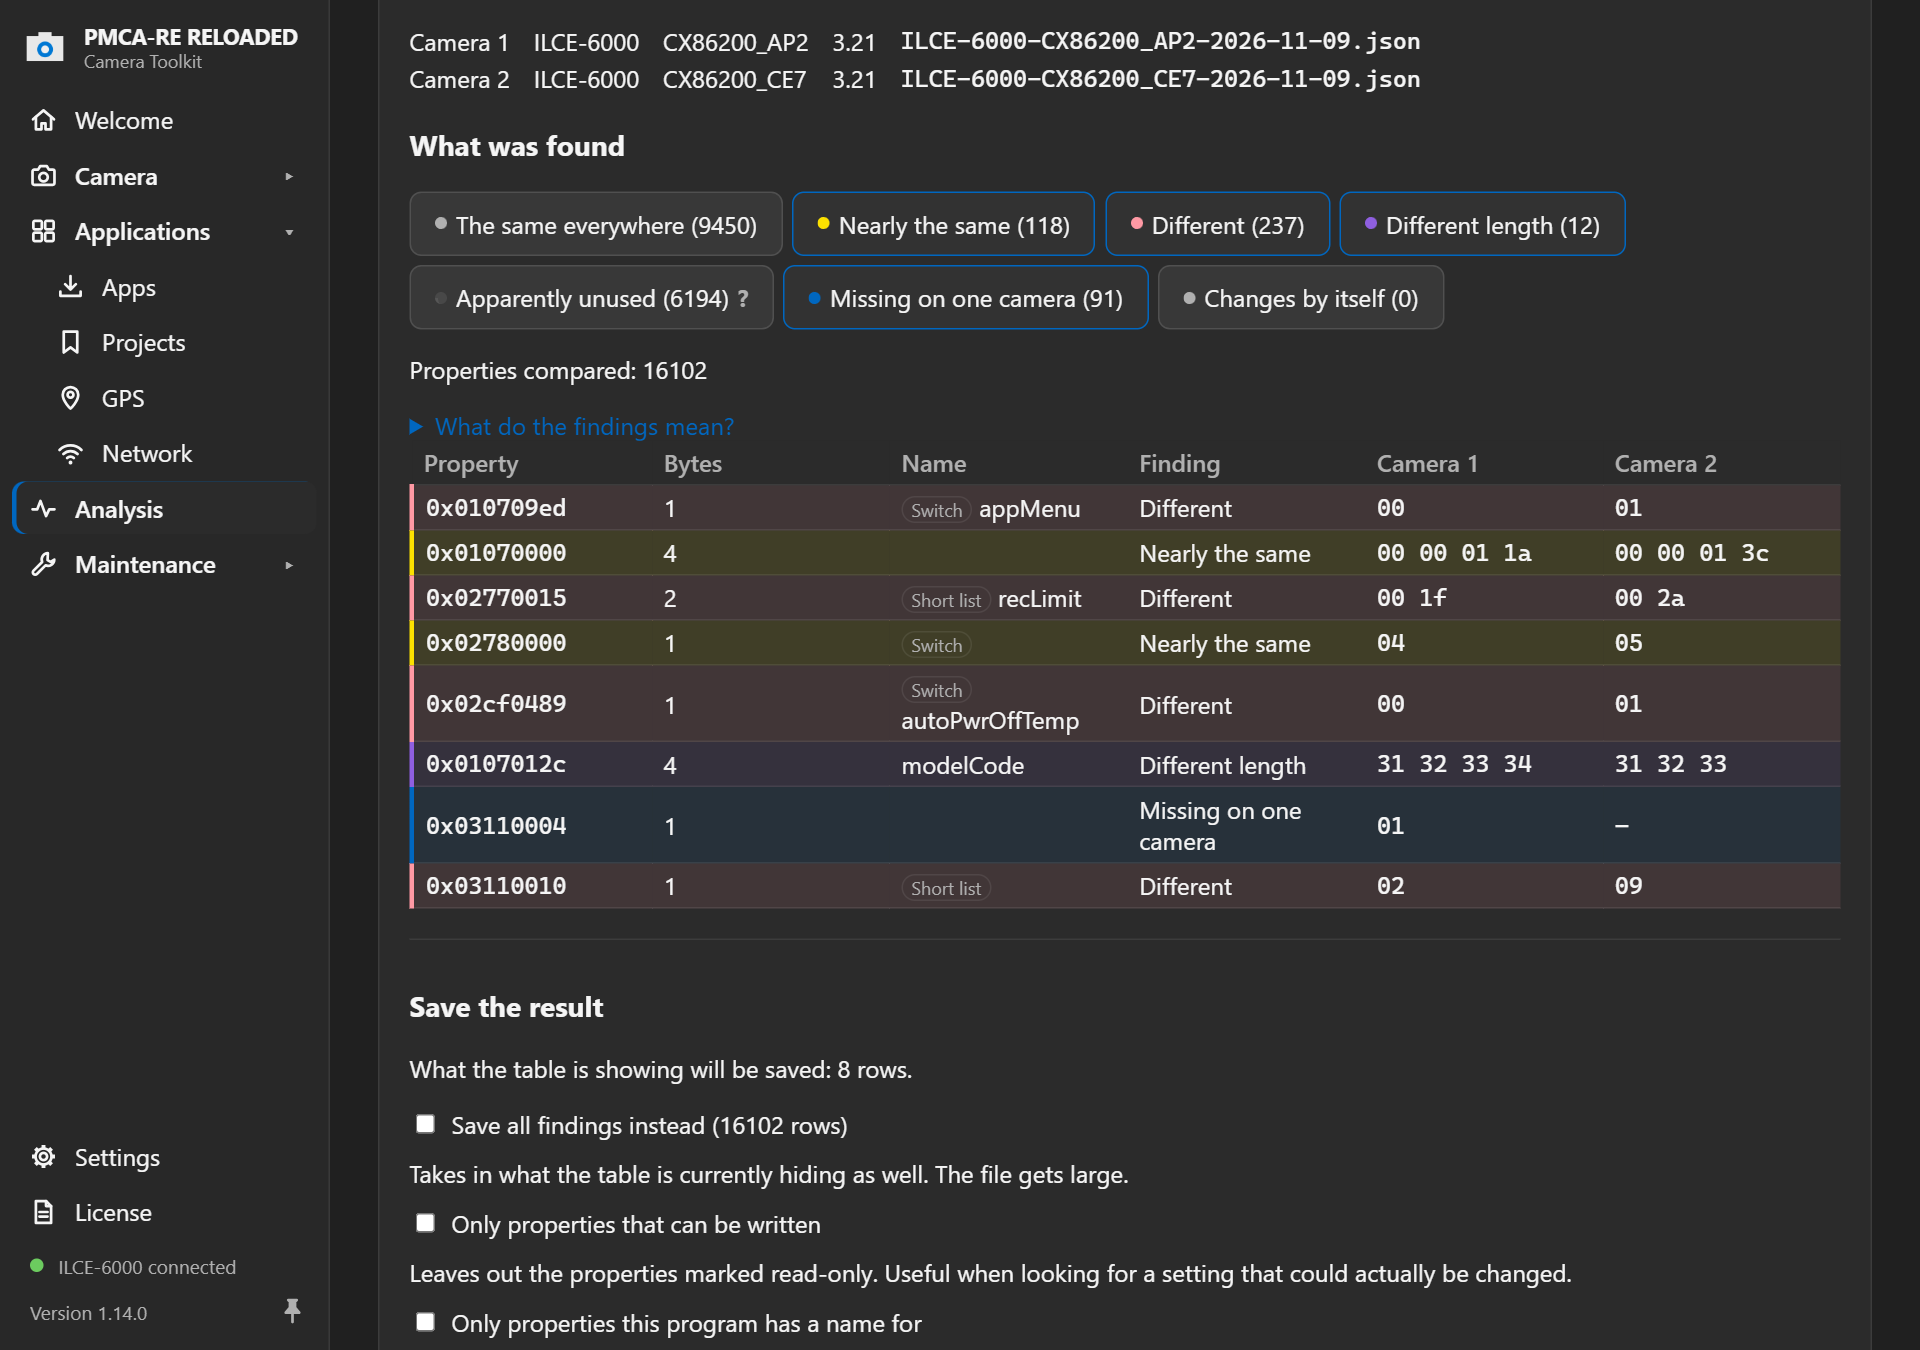 PMCA-RE RELOADED
Camera Toolkit
Welcome
Camera
Applications
Apps
Projects
GPS
Network
Analysis
Maintenance
Settings
License
ILCE-6000 connected
Version 1.14.0
Camera 1 ILCE-6000 CX86200_AP2 3.21 ILCE-6000-CX86200_AP2-2026-11-09.json
Camera 2 ILCE-6000 CX86200_CE7 3.21 ILCE-6000-CX86200_CE7-2026-11-09.json
What was found
The same everywhere (9450) Nearly the same (118) Different (237) Different length (12)
Apparently unused (6194) ? Missing on one camera (91) Changes by itself (0)
Properties compared: 16102
What do the findings mean?
Property Bytes Name Finding Camera 1 Camera 2
0x010709ed 1 Switch appMenu Different 00 01
0x01070000 4 Nearly the same 00 00 01 1a 00 00 01 3c
0x02770015 2 Short list recLimit Different 00 1f 00 2a
0x02780000 1 Switch Nearly the same 04 05
0x02cf0489 1 Switch autoPwrOffTemp Different 00 01
0x0107012c 4 modelCode Different length 31 32 33 34 31 32 33
0x03110004 1 Missing on one camera 01 –
0x03110010 1 Short list Different 02 09
Save the result
What the table is showing will be saved: 8 rows.
Save all findings instead (16102 rows)
Takes in what the table is currently hiding as well. The file gets large.
Only properties that can be written
Leaves out the properties marked read-only. Useful when looking for a setting that could actually be changed.
Only properties this program has a name for